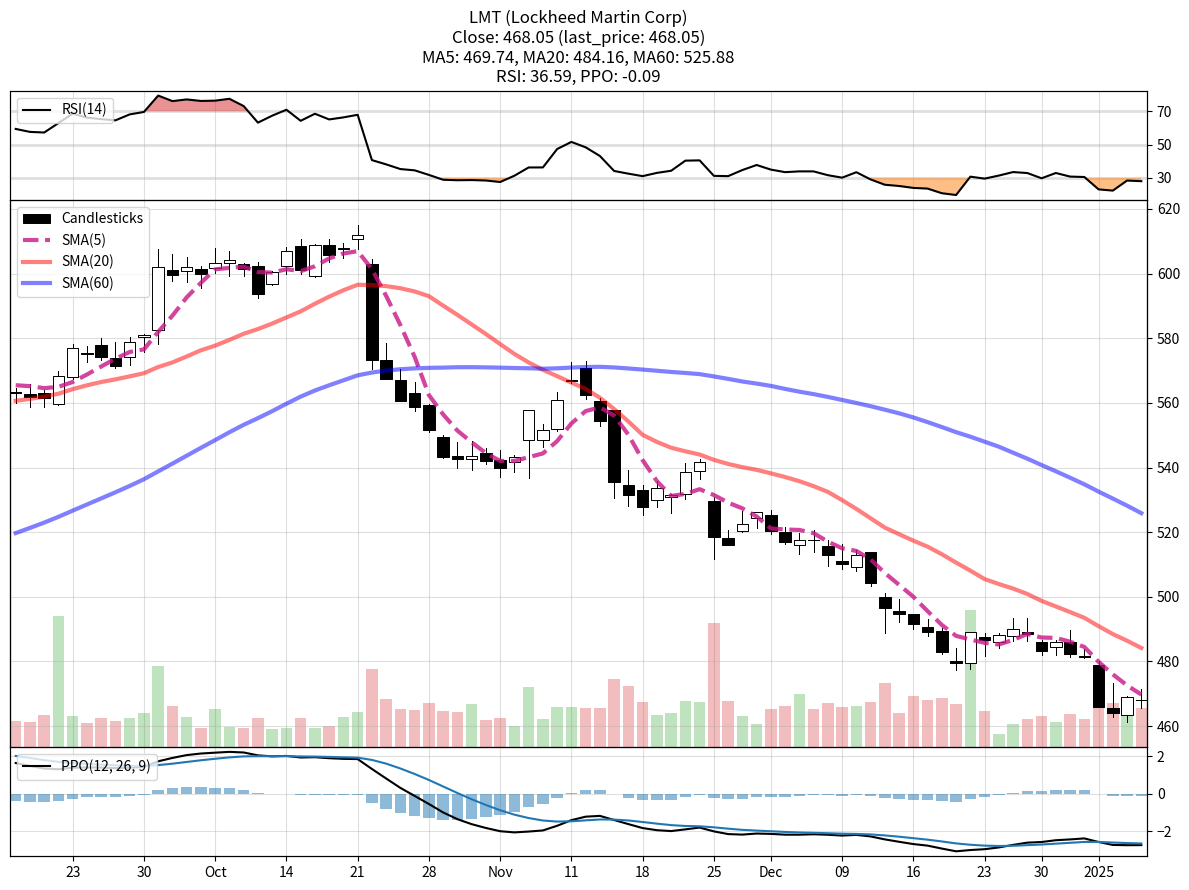 LMT (Lockheed Martin Corp)
Close: 468.05 (last_price: 468.05)
MA5: 469.74, MA20: 484.16, MA60: 525.88
RSI: 36.59, PPO: -0.09
RSI(14)
70
50
30
Candlesticks
SMA(5)
SMA(20)
SMA(60)
620
600
580
560
540
520
500
480
460
PPO(12, 26, 9)
2
0
−2
23 30 Oct 14 21 28 Nov 11 18 25 Dec 09 16 23 30 2025